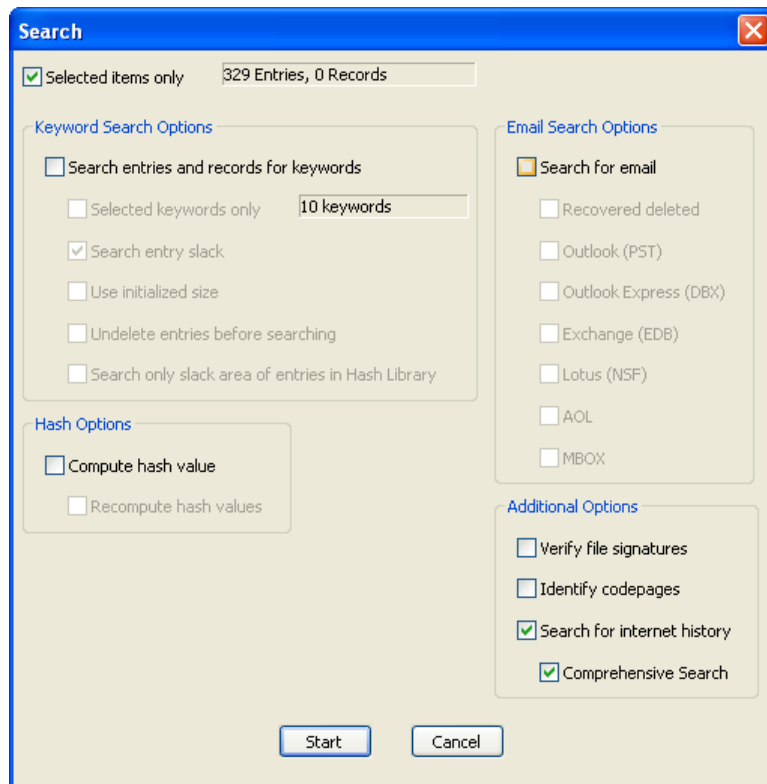 Search
Selected items only
329 Entries, 0 Records
Keyword Search Options
Search entries and records for keywords
Selected keywords only
10 keywords
Search entry slack
Use initialized size
Undelete entries before searching
Search only slack area of entries in Hash Library
Hash Options
Compute hash value
Recompute hash values
Email Search Options
Search for email
Recovered deleted
Outlook (PST)
Outlook Express (DBX)
Exchange (EDB)
Lotus (NSF)
AOL
MBOX
Additional Options
Verify file signatures
Identify codepages
Search for internet history
Comprehensive Search
Start
Cancel